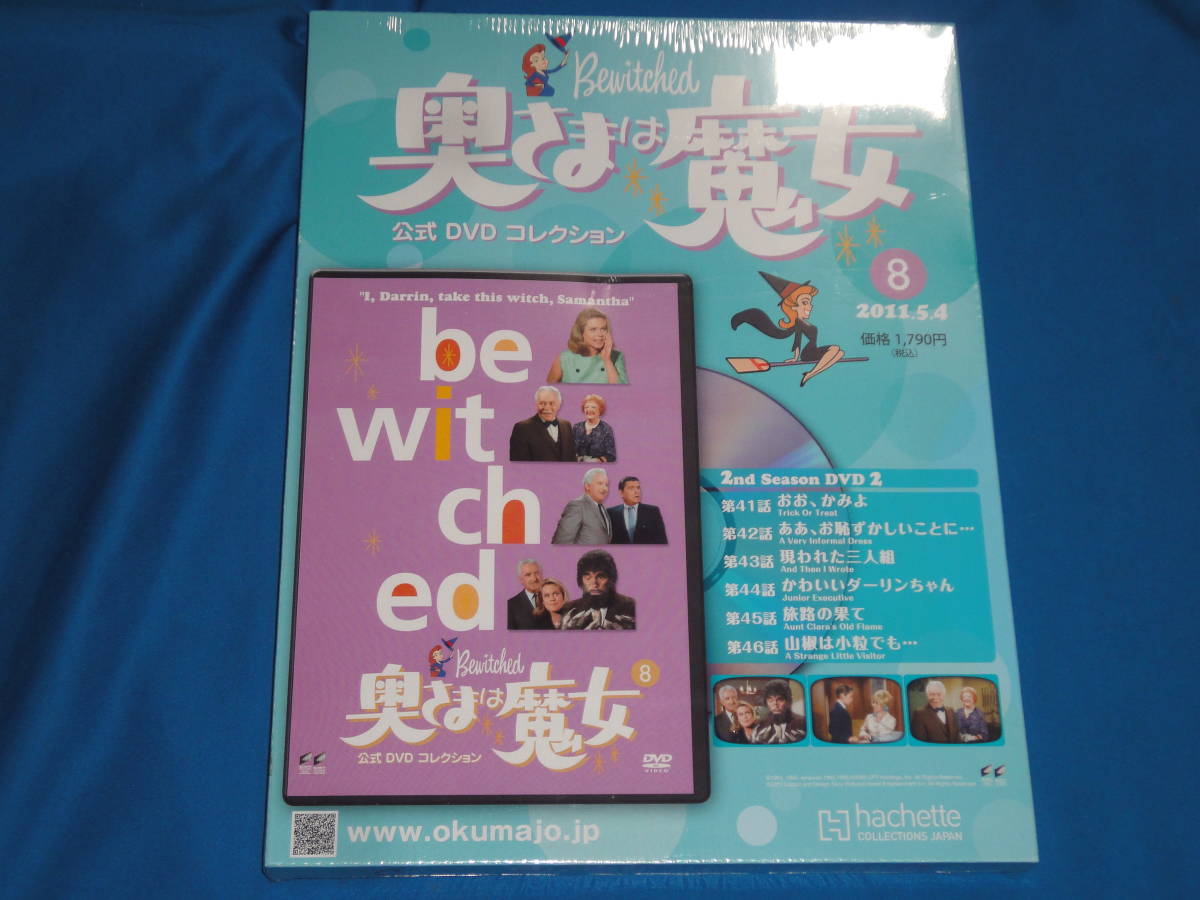 Bewitched
奥さまは魔女
公式 DVD コレクション
8
2011.5.4
価格 1,790円
（税込）
"I, Darrin, take this witch, Samantha"
be
wit
ch
ed
Bewitched
奥さまは魔女
8
公式 DVD コレクション
DVD
VIDEO
2nd Season DVD 2
第41話 おお、かみよ
Trick Or Treat
第42話 ああ、お恥ずかしいことに…
A Very Informal Dress
第43話 現われた三人組
And Then I Wrote
第44話 かわいいダーリンちゃん
Junior Executive
第45話 旅路の果て
Aunt Clara's Old Flame
第46話 山椒は小粒でも…
A Strange Little Visitor
www.okumajo.jp
hachette
COLLECTIONS JAPAN